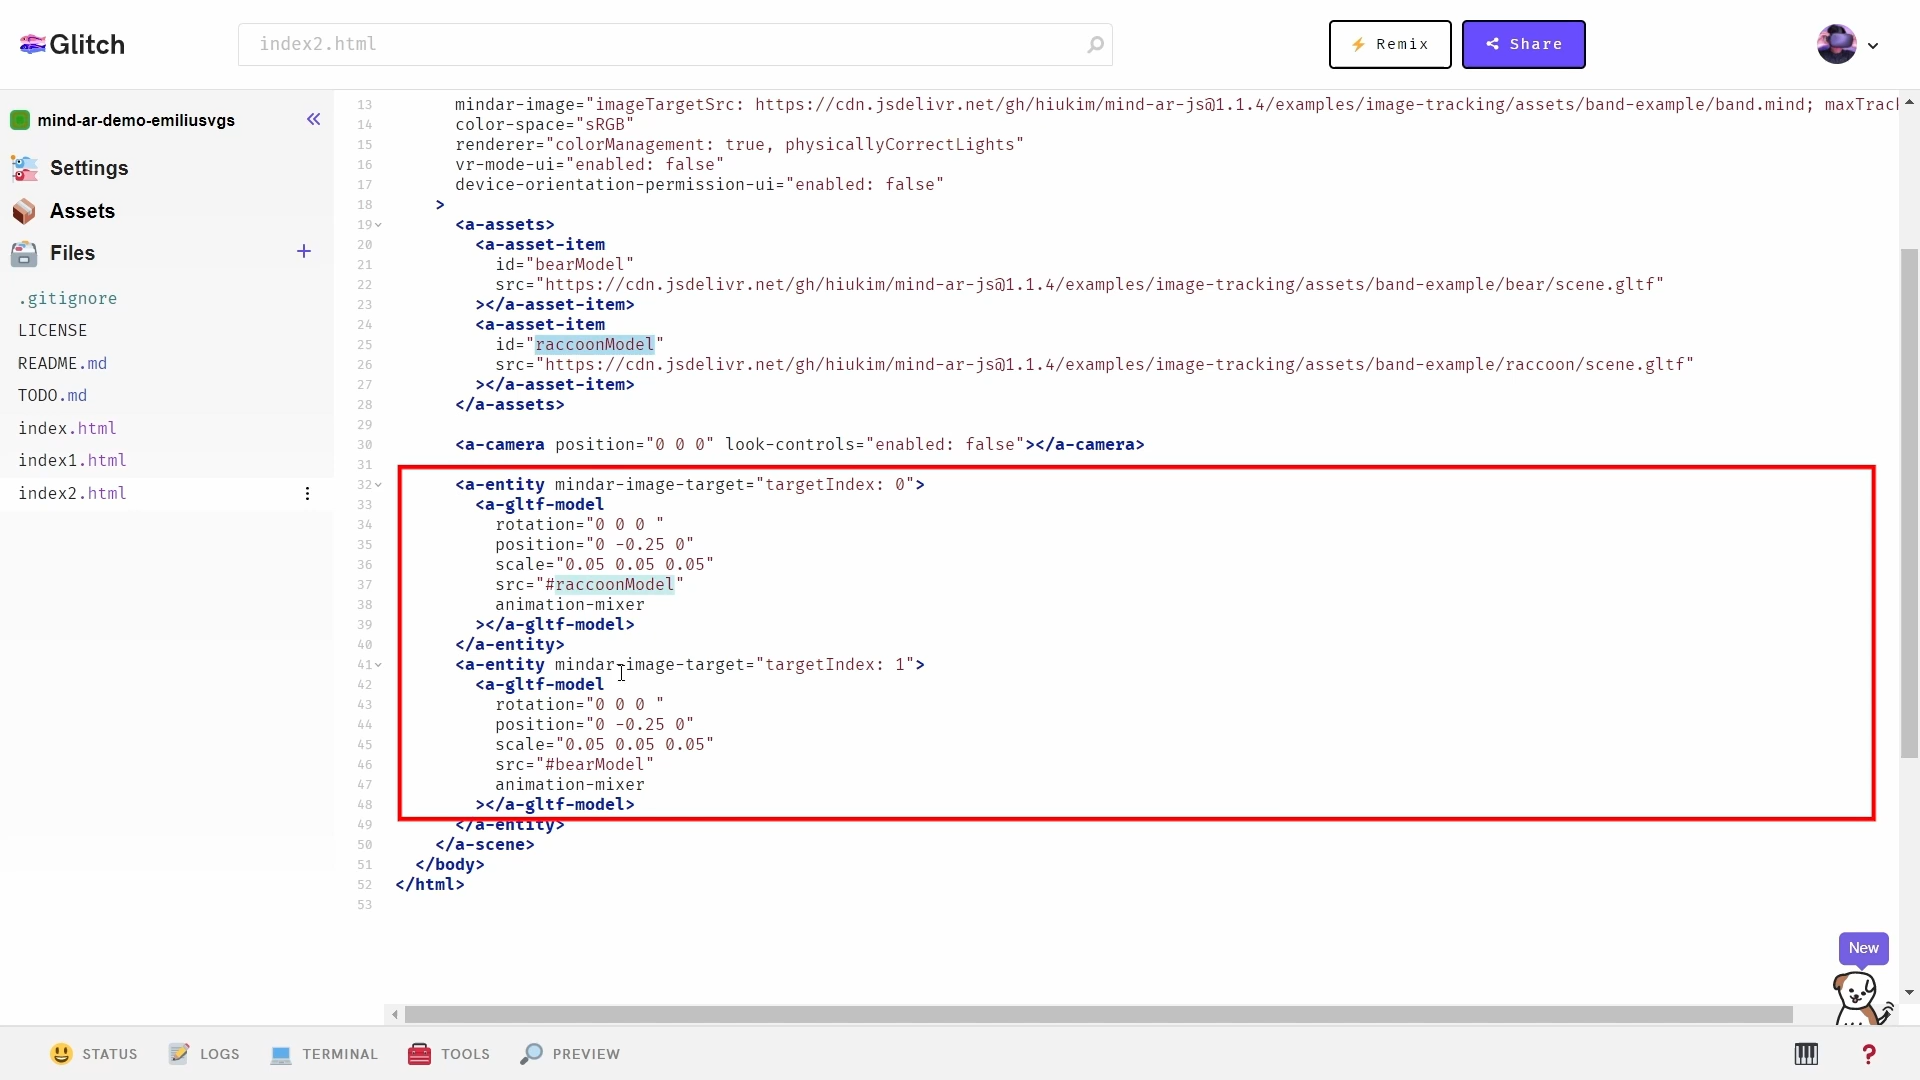 Glitch
index2.html
Remix
Share
mind-ar-demo-emiliusvgs
«
Settings
Assets
Files
+
.gitignore
LICENSE
README.md
TODO.md
index.html
index1.html
index2.html
13 mindar-image="imageTargetSrc: https://cdn.jsdelivr.net/gh/hiukim/mind-ar-js@1.1.4/examples/image-tracking/assets/band-example/band.mind; maxTrac
14 color-space="sRGB"
15 renderer="colorManagement: true, physicallyCorrectLights"
16 vr-mode-ui="enabled: false"
17 device-orientation-permission-ui="enabled: false"
18 >
19 <a-assets>
20 <a-asset-item
21 id="bearModel"
22 src="https://cdn.jsdelivr.net/gh/hiukim/mind-ar-js@1.1.4/examples/image-tracking/assets/band-example/bear/scene.gltf"
23 ></a-asset-item>
24 <a-asset-item
25 id="raccoonModel"
26 src="https://cdn.jsdelivr.net/gh/hiukim/mind-ar-js@1.1.4/examples/image-tracking/assets/band-example/raccoon/scene.gltf"
27 ></a-asset-item>
28 </a-assets>
29
30 <a-camera position="0 0 0" look-controls="enabled: false"></a-camera>
31
32 <a-entity mindar-image-target="targetIndex: 0">
33 <a-gltf-model
34 rotation="0 0 0 "
35 position="0 -0.25 0"
36 scale="0.05 0.05 0.05"
37 src="#raccoonModel"
38 animation-mixer
39 ></a-gltf-model>
40 </a-entity>
41 <a-entity mindar-image-target="targetIndex: 1">
42 <a-gltf-model
43 rotation="0 0 0 "
44 position="0 -0.25 0"
45 scale="0.05 0.05 0.05"
46 src="#bearModel"
47 animation-mixer
48 ></a-gltf-model>
49 </a-entity>
50 </a-scene>
51 </body>
52 </html>
53
New
STATUS
LOGS
TERMINAL
TOOLS
PREVIEW
?